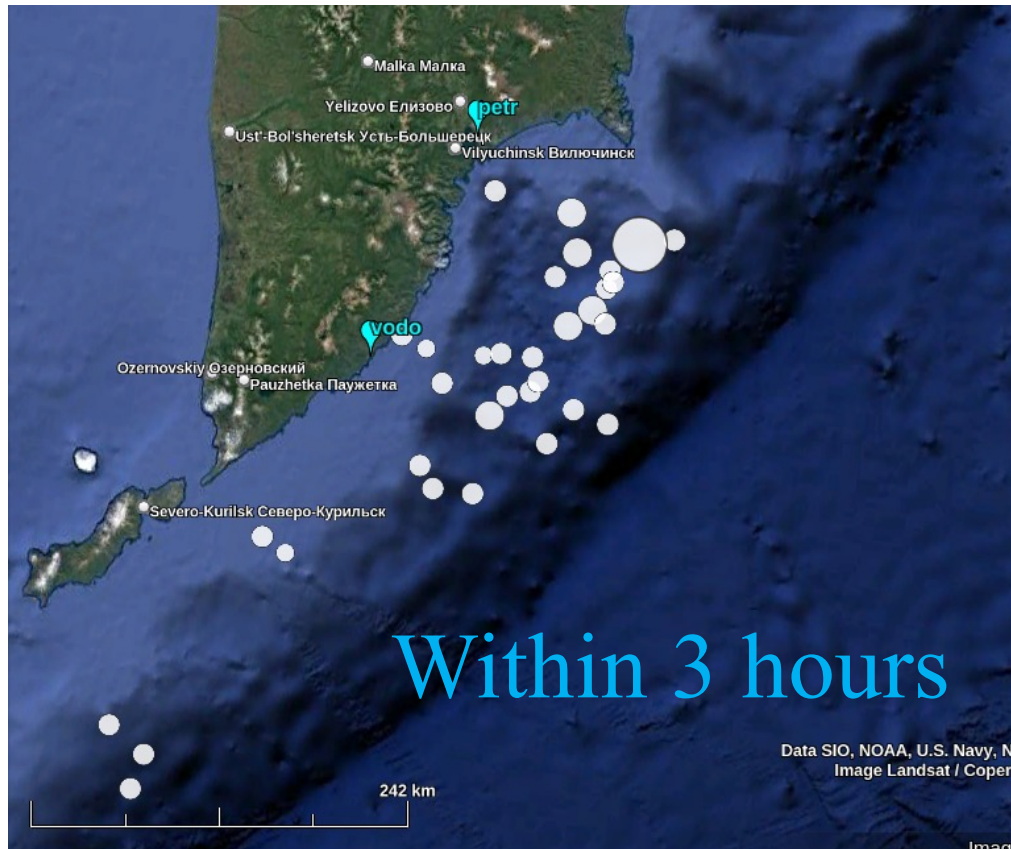 Malka Малка
Yelizovo Елизово
petr
Ust'-Bol'sheretsk Усть-Большерецк
Vilyuchinsk Вилючинск
vodo
Ozernovskiy Озерновский
Pauzhetka Паужетка
Severo-Kurilsk Северо-Курильск
Within 3 hours
Data SIO, NOAA, U.S. Navy, N
Image Landsat / Coper
242 km
Imag